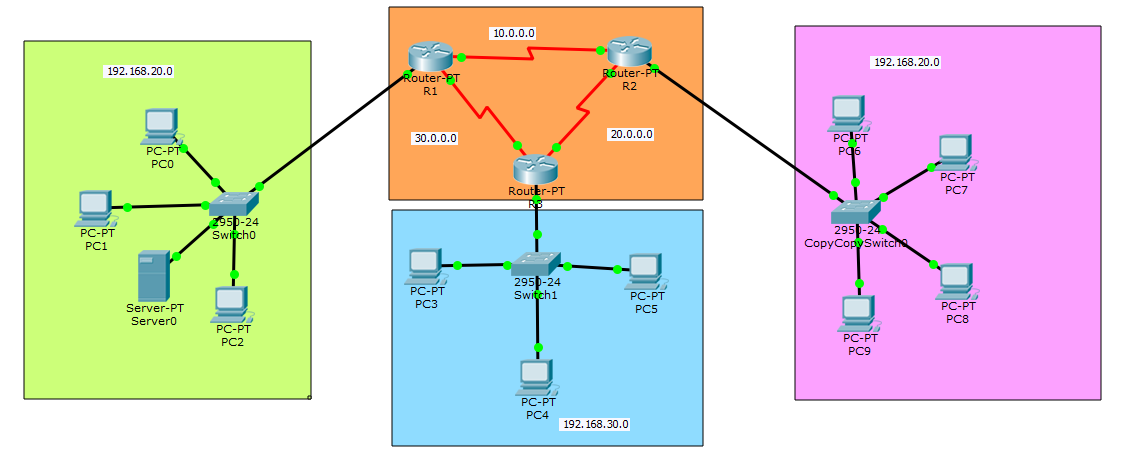 10.0.0.0
Router-PT
R1
Router-PT
R2
192.168.20.0
192.168.20.0
PC-PT
PC0
30.0.0.0
20.0.0.0
PC-PT
PC6
PC-PT
PC7
Router-PT
R3
PC-PT
PC1
2950-24
Switch0
2950-24
CopyCopySwitch0
Server-PT
Server0
PC-PT
PC2
PC-PT
PC3
2950-24
Switch1
PC-PT
PC5
PC-PT
PC8
PC-PT
PC9
PC-PT
PC4
192.168.30.0